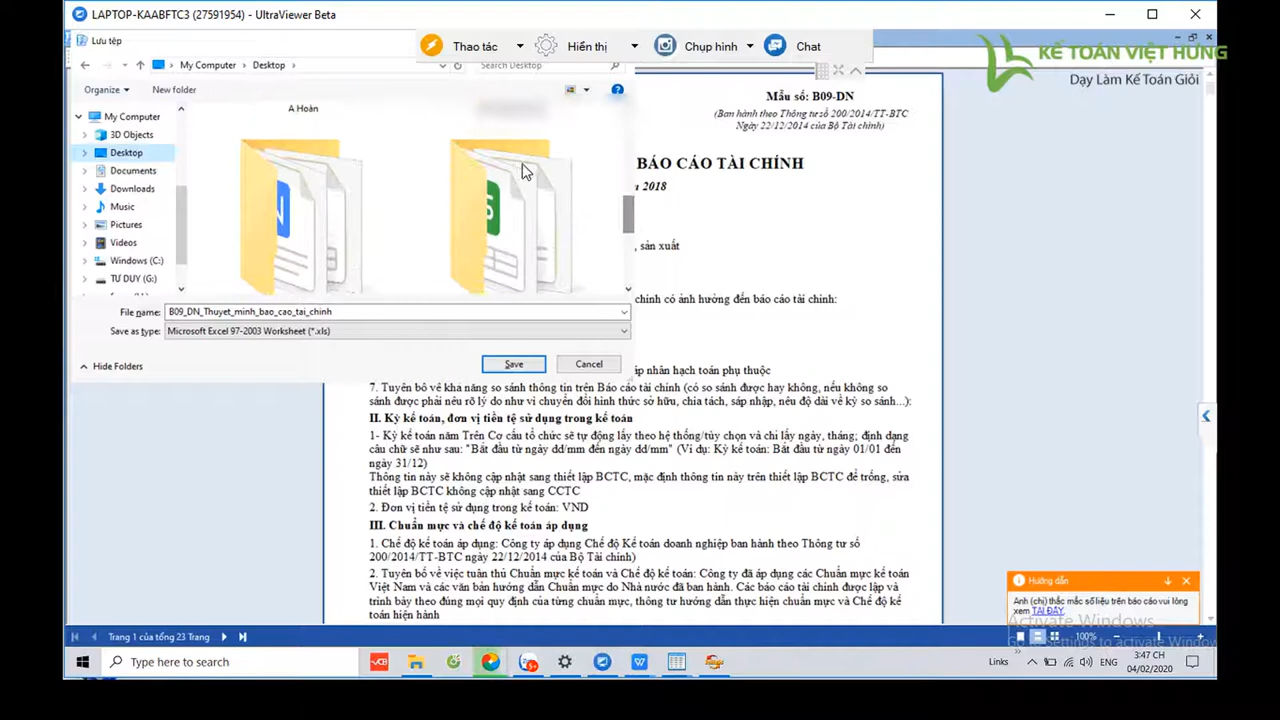 LAPTOP-KAABFTC3 (27591954) - UltraViewer Beta
Lưu tệp
Thao tác
Hiển thị
Chụp hình
Chat
KẾ TOÁN VIỆT HƯNG
Dạy Làm Kế Toán Giỏi
My Computer
Desktop
Search Desktop
Organize
New folder
A Hoàn
My Computer
3D Objects
Desktop
Documents
Downloads
Music
Pictures
Videos
Windows (C:)
TƯ DUY (G:)
File name:
B09_DN_Thuyet_minh_bao_cao_tai_chinh
Save as type:
Microsoft Excel 97-2003 Worksheet (*.xls)
Hide Folders
Save
Cancel
Mẫu số: B09-DN
(Ban hành theo Thông tư số 200/2014/TT-BTC
Ngày 22/12/2014 của Bộ Tài chính)
BÁO CÁO TÀI CHÍNH
2018
, sản xuất
chính có ảnh hưởng đến báo cáo tài chính:
áp nhân hạch toán phụ thuộc
7. Tuyên bố về khả năng so sánh thông tin trên Báo cáo tài chính (có so sánh được hay không, nếu không so
sánh được phải nêu rõ lý do như vì chuyển đổi hình thức sở hữu, chia tách, sáp nhập, nêu độ dài về kỳ so sánh...):
II. Kỳ kế toán, đơn vị tiền tệ sử dụng trong kế toán
1- Kỳ kế toán năm Trên Cơ cấu tổ chức sẽ tự động lấy theo hệ thống/tùy chọn và chỉ lấy ngày, tháng; định dạng
câu chữ sẽ như sau: "Bắt đầu từ ngày dd/mm đến ngày dd/mm" (Ví dụ: Kỳ kế toán: Bắt đầu từ ngày 01/01 đến
ngày 31/12)
Thông tin này sẽ không cập nhật sang thiết lập BCTC, mặc định thông tin này trên thiết lập BCTC để trống, sửa
thiết lập BCTC không cập nhật sang CCTC
2. Đơn vị tiền tệ sử dụng trong kế toán: VND
III. Chuẩn mực và chế độ kế toán áp dụng
1. Chế độ kế toán áp dụng: Công ty áp dụng Chế độ Kế toán doanh nghiệp ban hành theo Thông tư số
200/2014/TT-BTC ngày 22/12/2014 của Bộ Tài chính)
2. Tuyên bố về việc tuân thủ Chuẩn mực kế toán và Chế độ kế toán: Công ty đã áp dụng các Chuẩn mực kế toán
Việt Nam và các văn bản hướng dẫn Chuẩn mực do Nhà nước đã ban hành. Các báo cáo tài chính được lập và
trình bày theo đúng mọi quy định của từng chuẩn mực, thông tư hướng dẫn thực hiện chuẩn mực và Chế độ kế
toán hiện hành
Hướng dẫn
Anh (chị) thắc mắc số liệu trên báo cáo vui lòng
xem TẠI ĐÂY.
Activate Windows
Go to Settings to activate Windows
Trang 1 của tổng 23 Trang
100%
Type here to search
Links
ENG
3:47 CH
04/02/2020